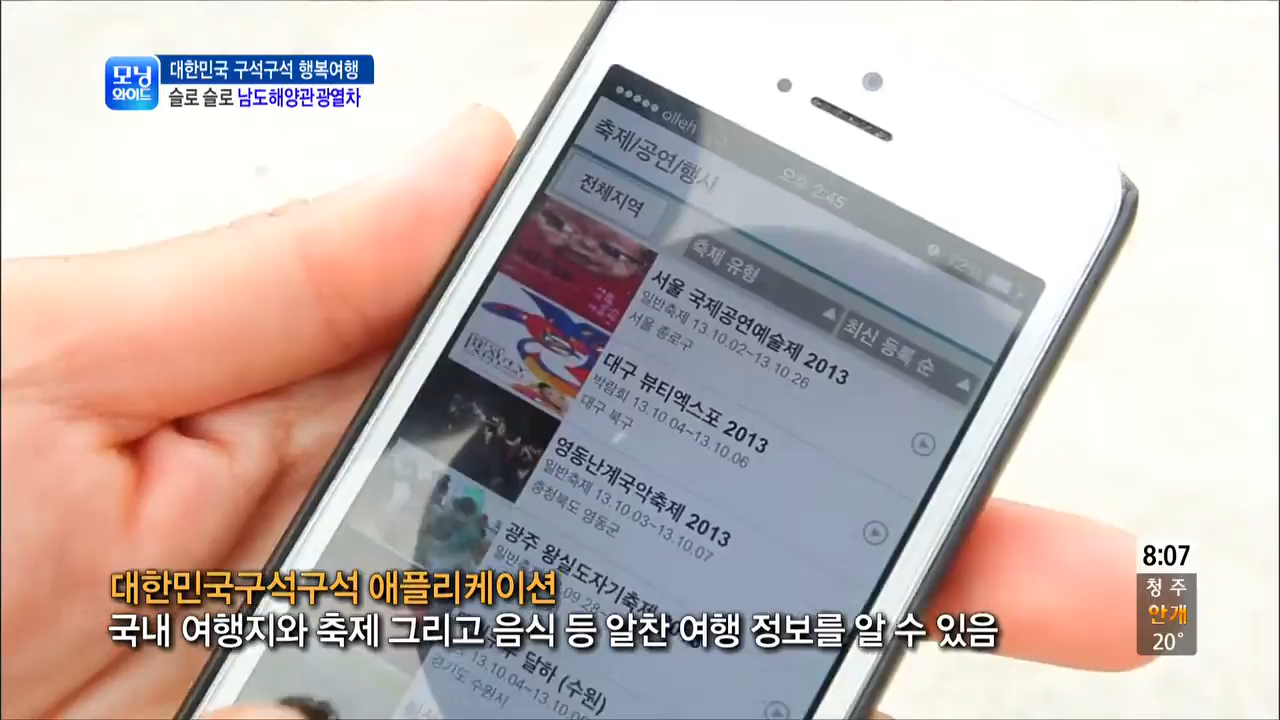 모닝
와이드
대한민국 구석구석 행복여행
슬로 슬로 남도해양관광열차
olleh
오후 2:45
축제/공연/행사
전체지역
축제 유형
최신 등록 순
서울 국제공연예술제 2013
일반축제 13.10.02~13.10.26
서울 종로구
대구 뷰티엑스포 2013
박람회 13.10.04~13.10.06
대구 북구
영동난계국악축제 2013
일반축제 13.10.03~13.10.07
충청북도 영동군
광주 왕실도자기축제
달하 (수원)
13.10.04~13.10.06
경기도 수원시
대한민국구석구석 애플리케이션
국내 여행지와 축제 그리고 음식 등 알찬 여행 정보를 알 수 있음
8:07
청주
안개
20°